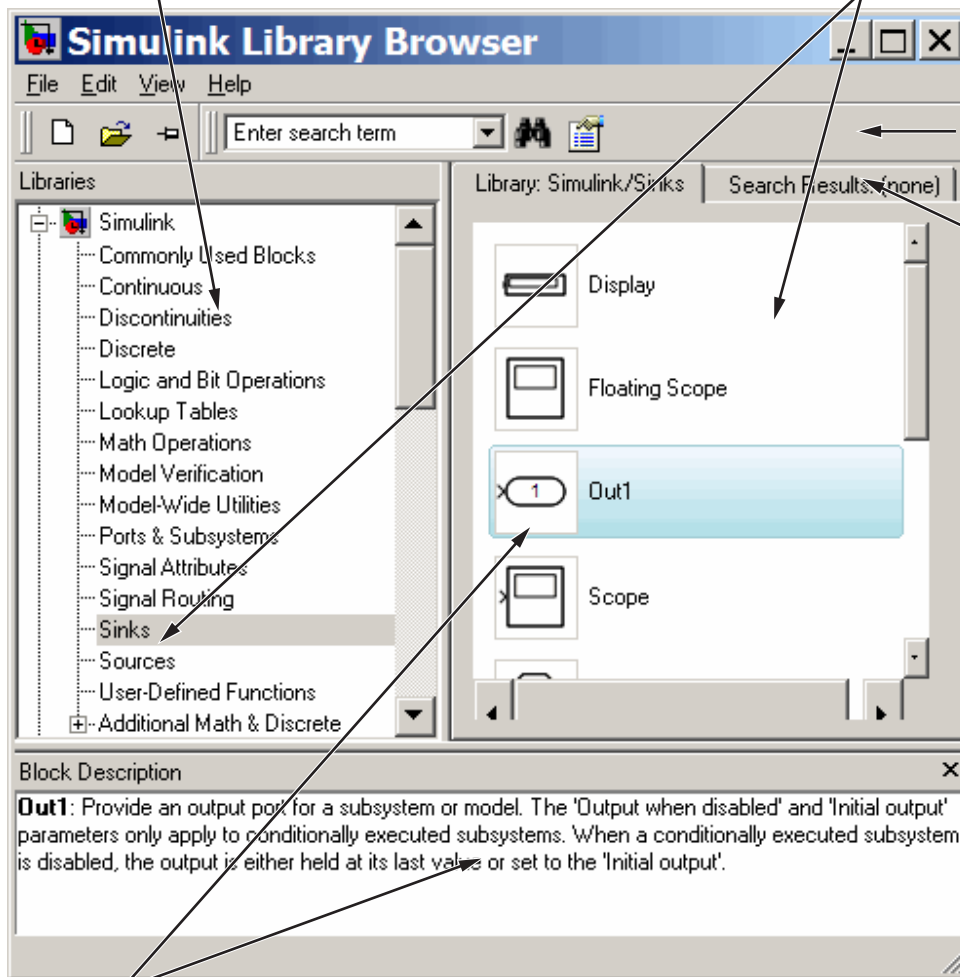 Simulink Library Browser
File Edit View Help
Enter search term
Libraries
Library: Simulink/Sinks
Search Results: (none)
Simulink
Commonly Used Blocks
Continuous
Discontinuities
Discrete
Logic and Bit Operations
Lookup Tables
Math Operations
Model Verification
Model-Wide Utilities
Ports & Subsystems
Signal Attributes
Signal Routing
Sinks
Sources
User-Defined Functions
Additional Math & Discrete
Display
Floating Scope
1
Out1
Scope
Block Description
Out1: Provide an output port for a subsystem or model. The 'Output when disabled' and 'Initial output'
parameters only apply to conditionally executed subsystems. When a conditionally executed subsystem
is disabled, the output is either held at its last value or set to the 'Initial output'.